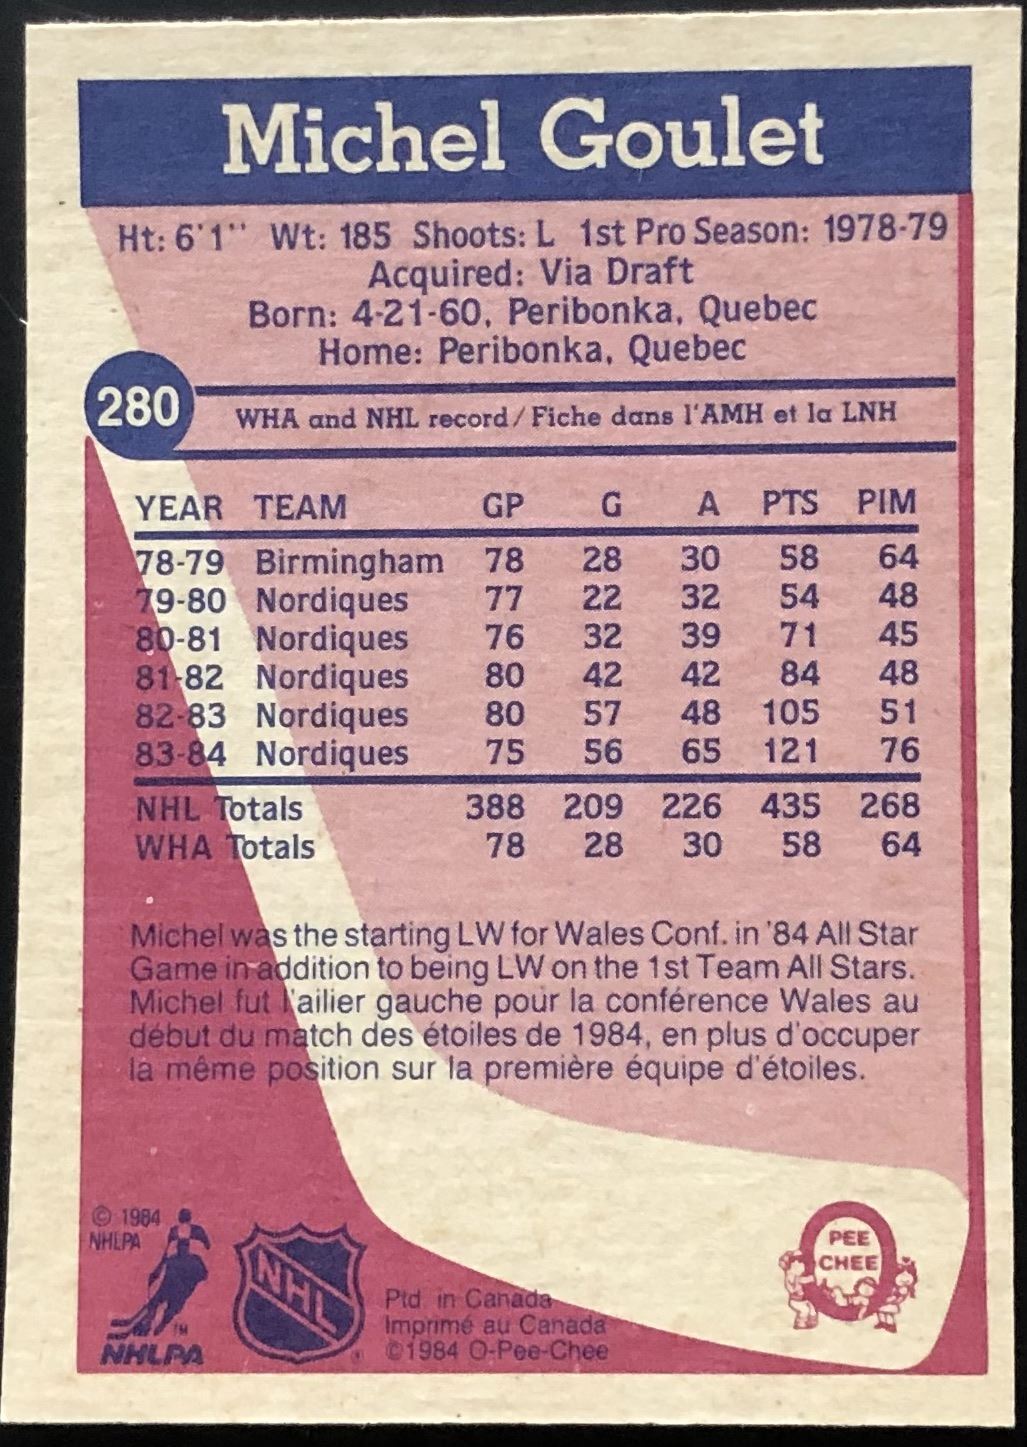 Michel Goulet
Ht: 6'1'' Wt: 185 Shoots: L 1st Pro Season: 1978-79
Acquired: Via Draft
Born: 4-21-60, Peribonka, Quebec
Home: Peribonka, Quebec
280
WHA and NHL record/Fiche dans l'AMH et la LNH
YEAR TEAM GP G A PTS PIM
78-79 Birmingham 78 28 30 58 64
79-80 Nordiques 77 22 32 54 48
80-81 Nordiques 76 32 39 71 45
81-82 Nordiques 80 42 42 84 48
82-83 Nordiques 80 57 48 105 51
83-84 Nordiques 75 56 65 121 76
NHL Totals 388 209 226 435 268
WHA Totals 78 28 30 58 64
Michel was the starting LW for Wales Conf. in '84 All Star
Game in addition to being LW on the 1st Team All Stars.
Michel fut l'ailier gauche pour la conférence Wales au
début du match des étoiles de 1984, en plus d'occuper
la même position sur la première équipe d'étoiles.
© 1984
NHLPA
TM
NHLPA
NHL
®
Ptd. in Canada
Imprimé au Canada
©1984 O-Pee-Chee
O
PEE
CHEE